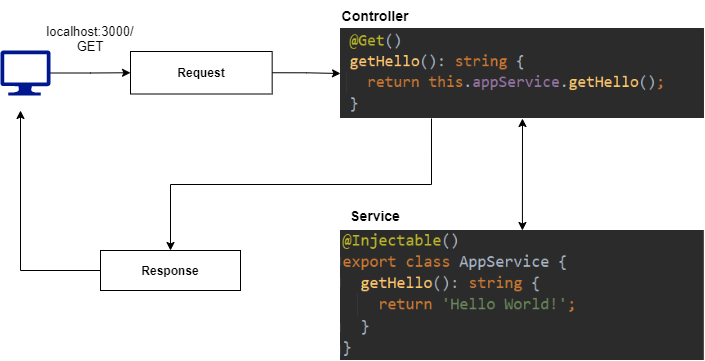 localhost:3000/
GET
Request
Controller
@Get()
getHello(): string {
  return this.appService.getHello();
}
Response
Service
@Injectable()
export class AppService {
  getHello(): string {
    return 'Hello World!';
  }
}